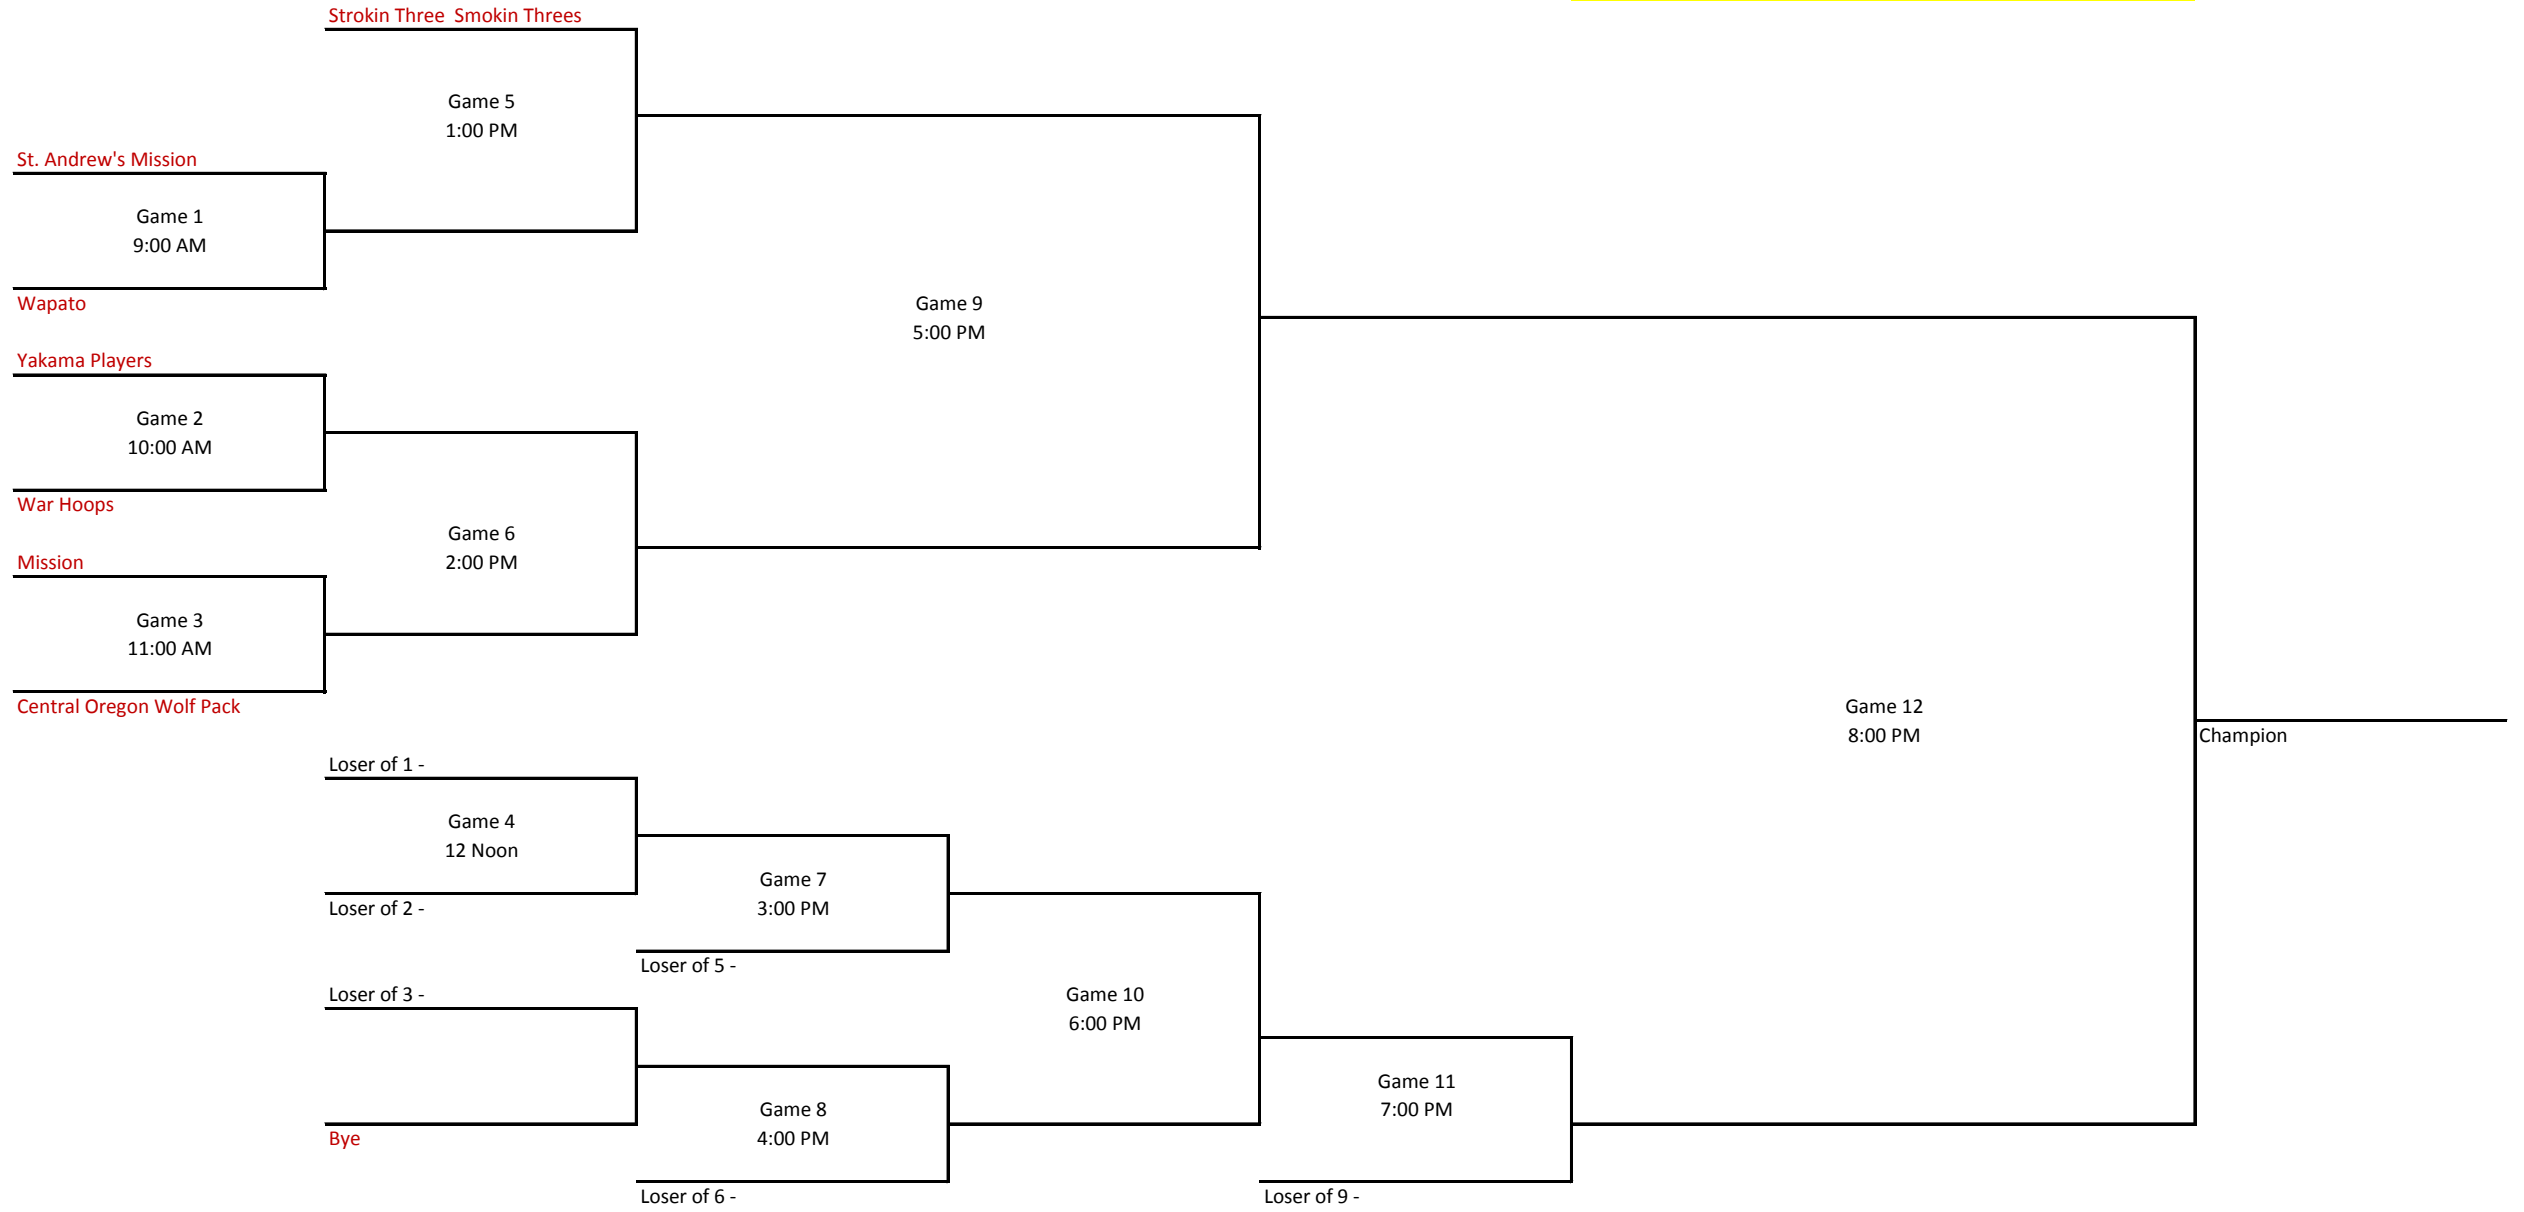 Strokin Three  Smokin Threes
Game 5
1:00 PM
St. Andrew's Mission
Game 1
9:00 AM
Wapato
Game 9
5:00 PM
Yakama Players
Game 2
10:00 AM
War Hoops
Game 6
2:00 PM
Mission
Game 3
11:00 AM
Central Oregon Wolf Pack
Game 12
8:00 PM
Champion
Loser of 1 -
Game 4
12 Noon
Loser of 2 -
Game 7
3:00 PM
Loser of 5 -
Loser of 3 -
Game 10
6:00 PM
Game 11
7:00 PM
Game 8
4:00 PM
Bye
Loser of 6 -
Loser of 9 -